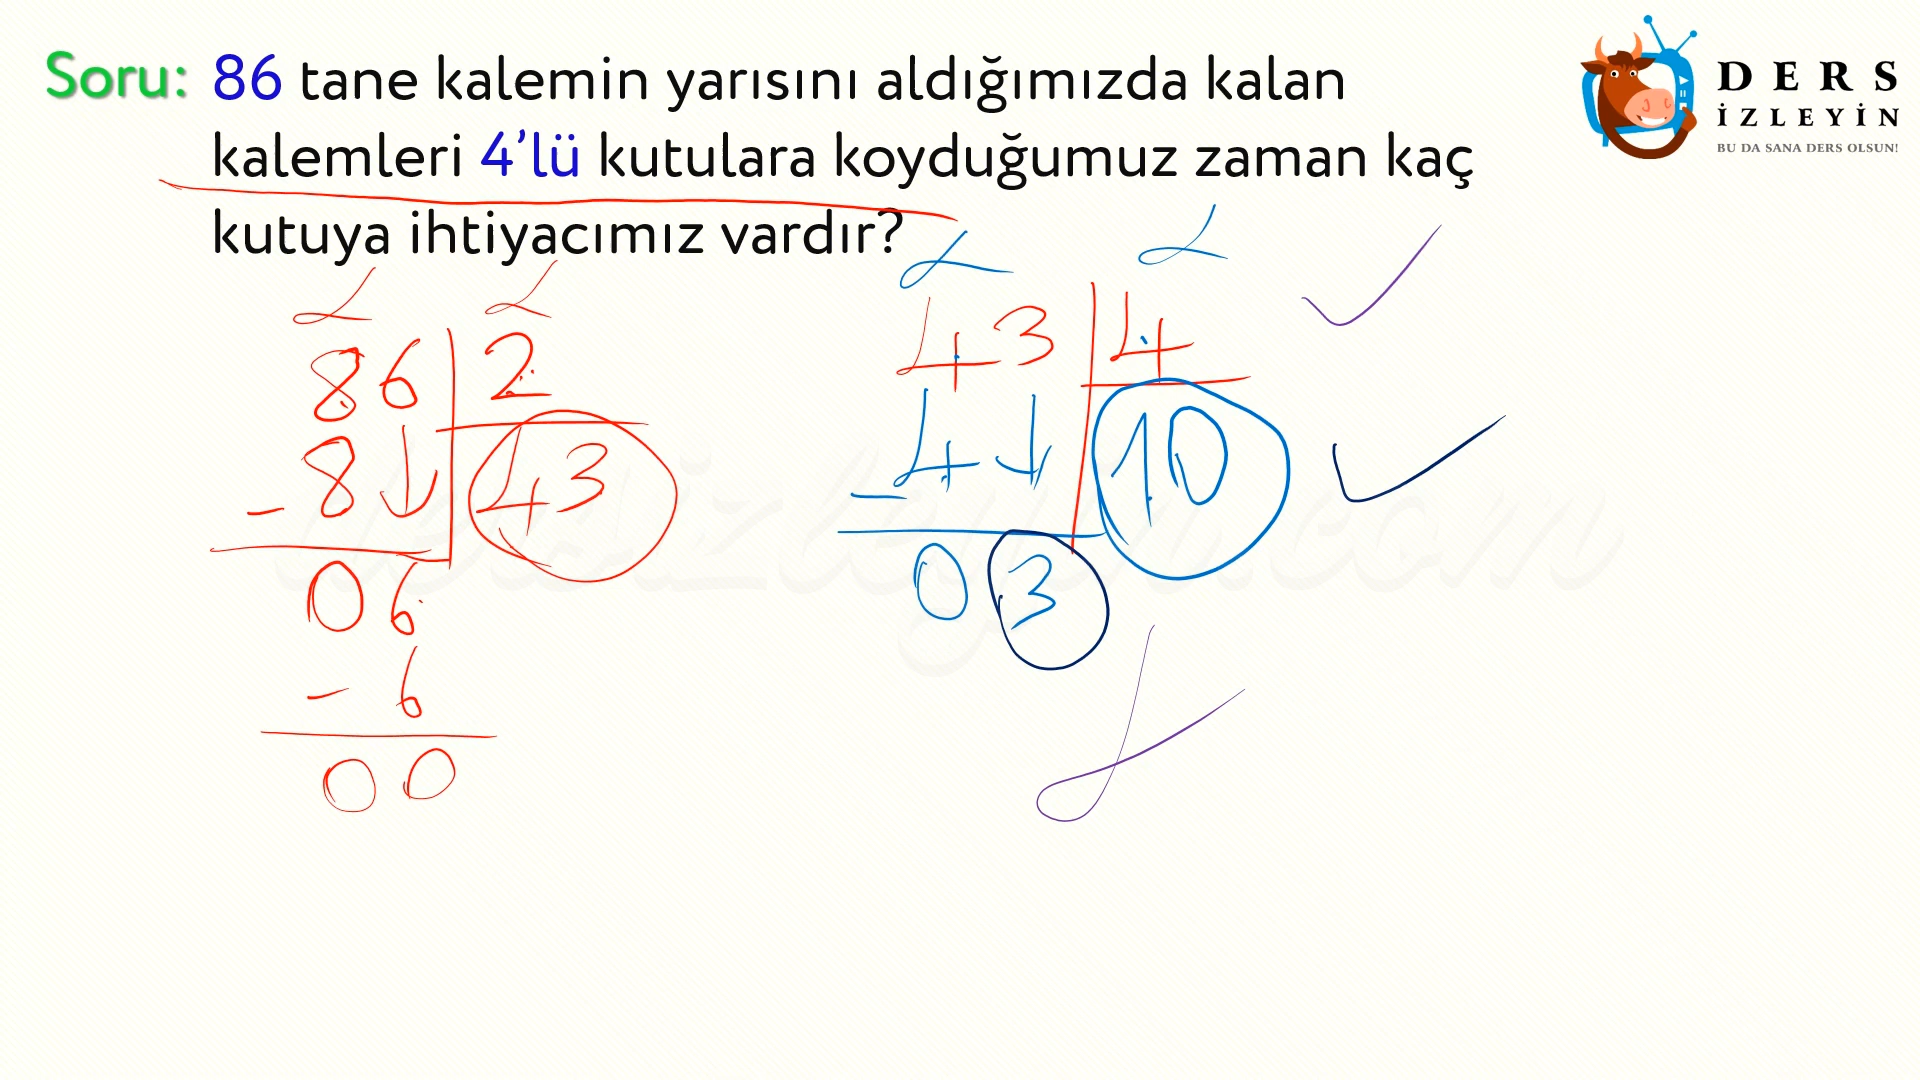 Soru: 86 tane kalemin yarısını aldığımızda kalan
kalemleri 4'lü kutulara koyduğumuz zaman kaç
kutuya ihtiyacımız vardır?
DERS
İZLEYİN
BU DA SANA DERS OLSUN!
86 2
- 8 43
06
- 6
00
43 4
- 4 10
03